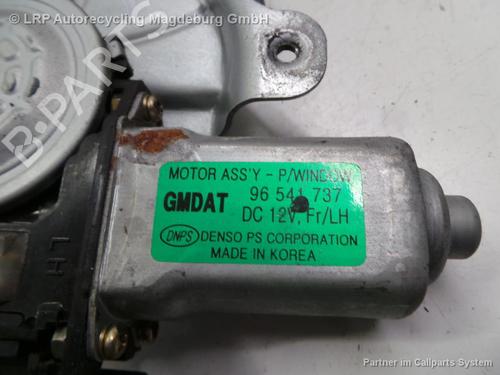 © LRP Autorecycling Magdeburg GmbH
B-PARTS
MOTOR ASS'Y - P/WINDOW
GMDAT 96 541 737
DC 12V, Fr/LH
DNPS DENSO PS CORPORATION
MADE IN KOREA
LH
Partner im Callparts System